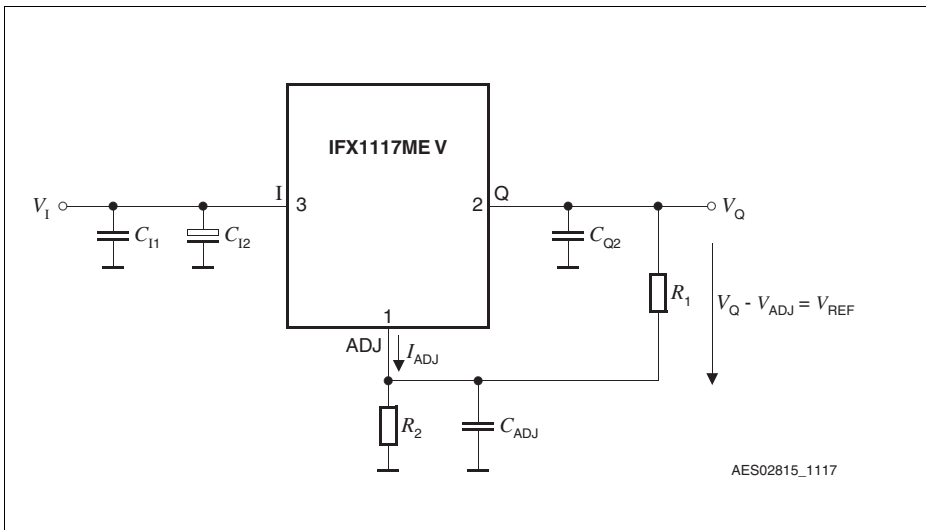 IFX1117ME V
I
3
2
Q
V_I
C_I1
C_I2
C_Q2
V_Q
R_1
V_Q - V_ADJ = V_REF
1
ADJ
I_ADJ
R_2
C_ADJ
AES02815_1117